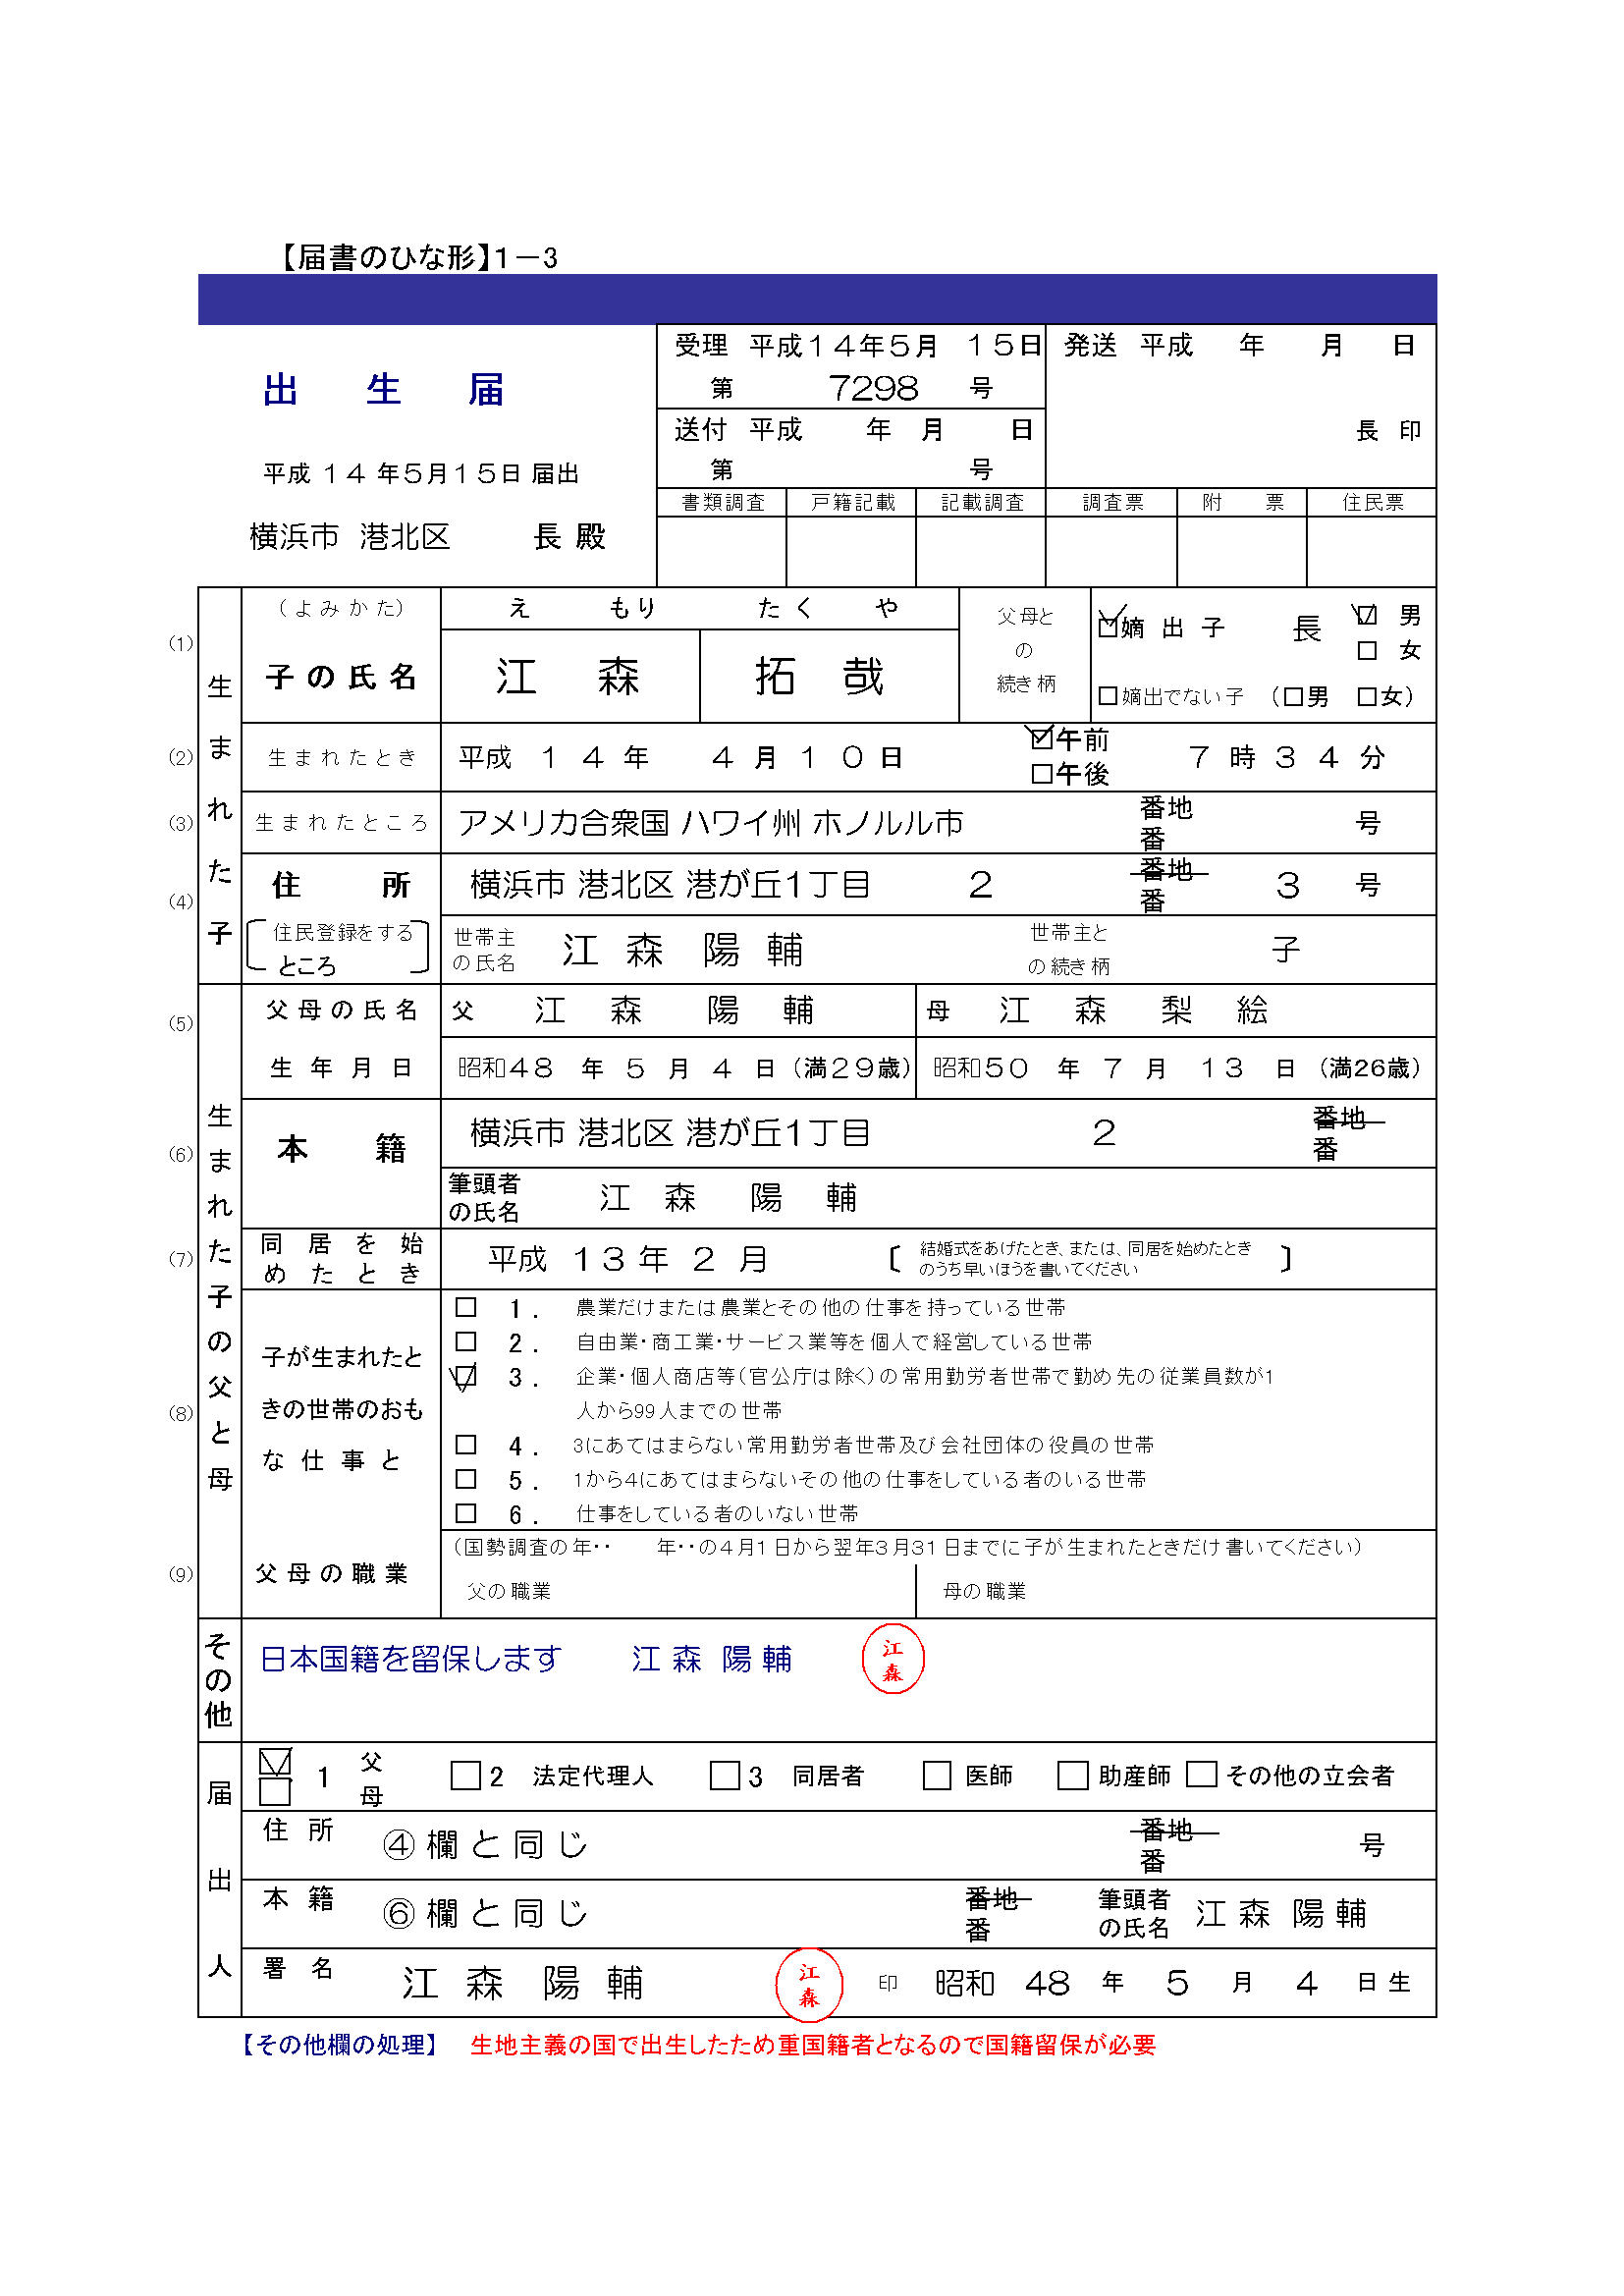 【届書のひな形】1－3
出生届
平成 14 年5月15日 届出
横浜市 港北区 長 殿
受理 平成14年5月 15日
第 7298 号
送付 平成 年 月 日
第 号
発送 平成 年 月 日
長 印
書類調査 戸籍記載 記載調査 調査票 附 票 住民票
生まれた子
(1)
(よみかた) え もり たく や
子の氏名 江 森 拓 哉
父母と
の
続き柄
□嫡出子 長 □ 男
□ 女
□嫡出でない子 (□男 □女)
(2) 生まれたとき 平成 14年 4月10日 □午前 7時34分
□午後
(3) 生まれたところ アメリカ合衆国 ハワイ州 ホノルル市 番地 号
番
(4) 住所 横浜市 港北区 港が丘1丁目 2 番地 3 号
番
住民登録をする
ところ
世帯主
の氏名
江森 陽輔
世帯主と
の続き柄
子
生まれた子の父と母
(5) 父母の氏名 父 江森 陽輔 母 江森 梨絵
生年月日 昭和48 年 5 月 4 日 (満29歳) 昭和50 年 7 月 13 日 (満26歳)
(6) 本籍 横浜市 港北区 港が丘1丁目 2 番地
番
筆頭者
の氏名
江森 陽輔
(7) 同居を始
めたとき
平成 13年 2 月
〔 結婚式をあげたとき、または、同居を始めたとき
のうち早いほうを書いてください 〕
(8) 子が生まれたと
きの世帯のおも
な仕事と
□ 1. 農業だけまたは農業とその他の仕事を持っている世帯
□ 2. 自由業・商工業・サービス業等を個人で経営している世帯
□ 3. 企業・個人商店等(官公庁は除く)の常用勤労者世帯で勤め先の従業員数が1
人から99人までの世帯
□ 4. 3にあてはまらない常用勤労者世帯及び会社団体の役員の世帯
□ 5. 1から4にあてはまらないその他の仕事をしている者のいる世帯
□ 6. 仕事をしている者のいない世帯
(9) 父母の職業
(国勢調査の年・・ 年・・の4月1日から翌年3月31日までに子が生まれたときだけ書いてください)
父の職業 母の職業
その他
日本国籍を留保します 江森 陽輔 江森
届出人
□ 1 父 □2 法定代理人 □3 同居者 □ 医師 □ 助産師 □その他の立会者
□ 母
住所 ④欄と同じ 番地 号
番
本籍 ⑥欄と同じ 番地
番
筆頭者
の氏名
江森 陽輔
署名 江森 陽輔 江森 印 昭和 48 年 5 月 4 日生
【その他欄の処理】 生地主義の国で出生したため重国籍者となるので国籍留保が必要